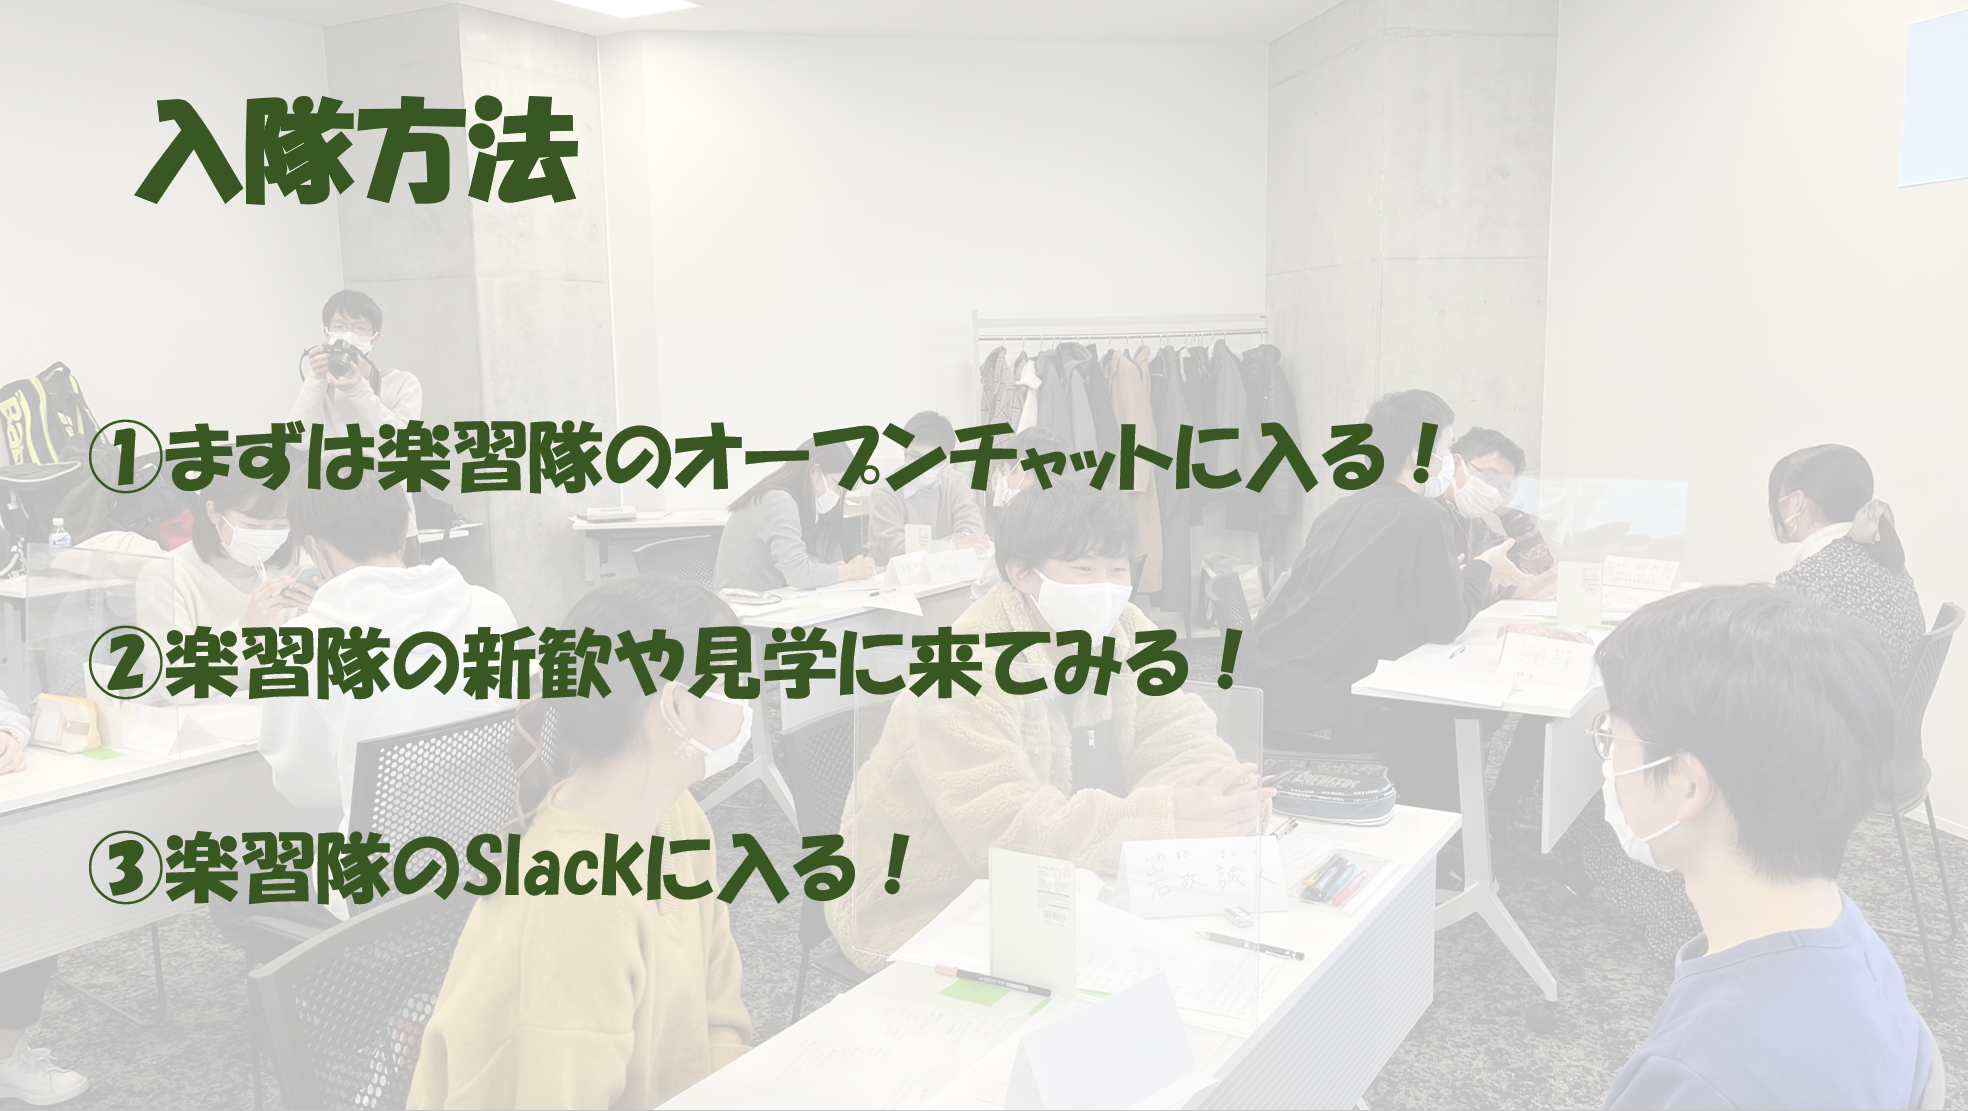 入隊方法
①まずは楽習隊のオープンチャットに入る！
②楽習隊の新歓や見学に来てみる！
③楽習隊のSlackに入る！